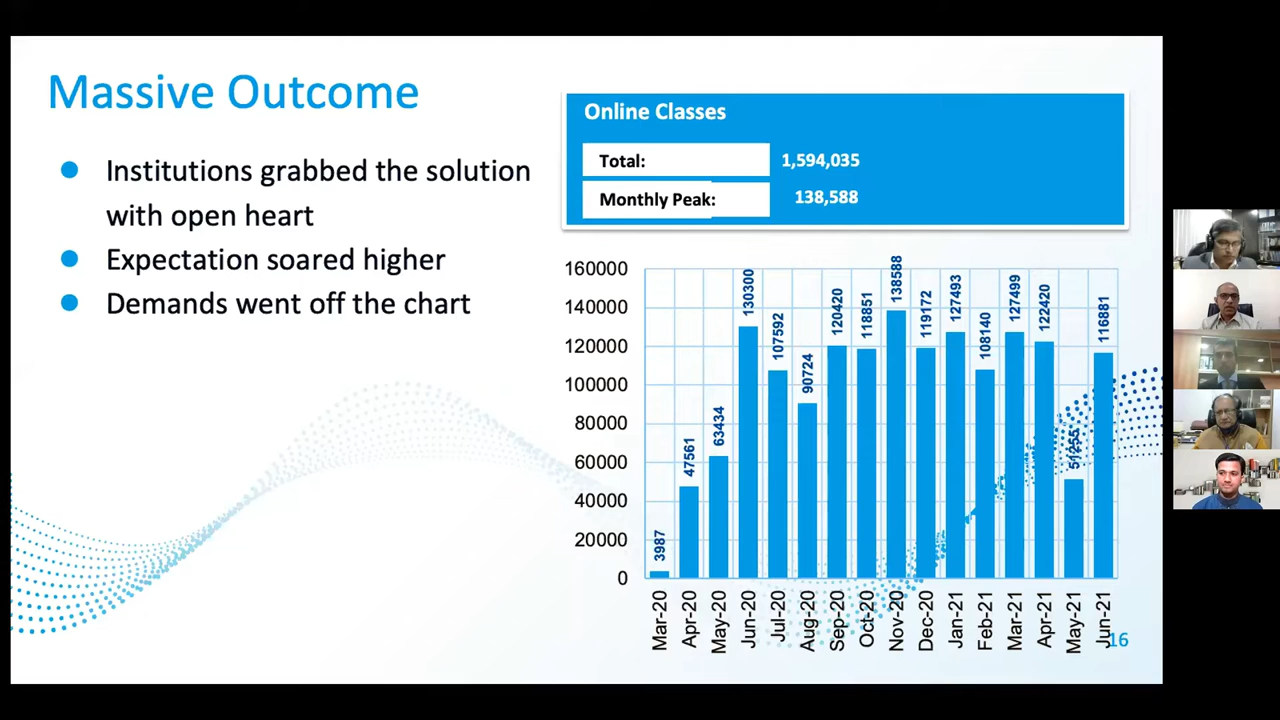 Massive Outcome
Institutions grabbed the solution
with open heart
Expectation soared higher
Demands went off the chart
Online Classes
Total: 1,594,035
Monthly Peak: 138,588
160000
140000
120000
100000
80000
60000
40000
20000
0
3987
47561
63434
130300
107592
90724
120420
118851
138588
119172
127493
108140
127499
122420
51265
116881
Mar-20
Apr-20
May-20
Jun-20
Jul-20
Aug-20
Sep-20
Oct-20
Nov-20
Dec-20
Jan-21
Feb-21
Mar-21
Apr-21
May-21
Jun-21
16